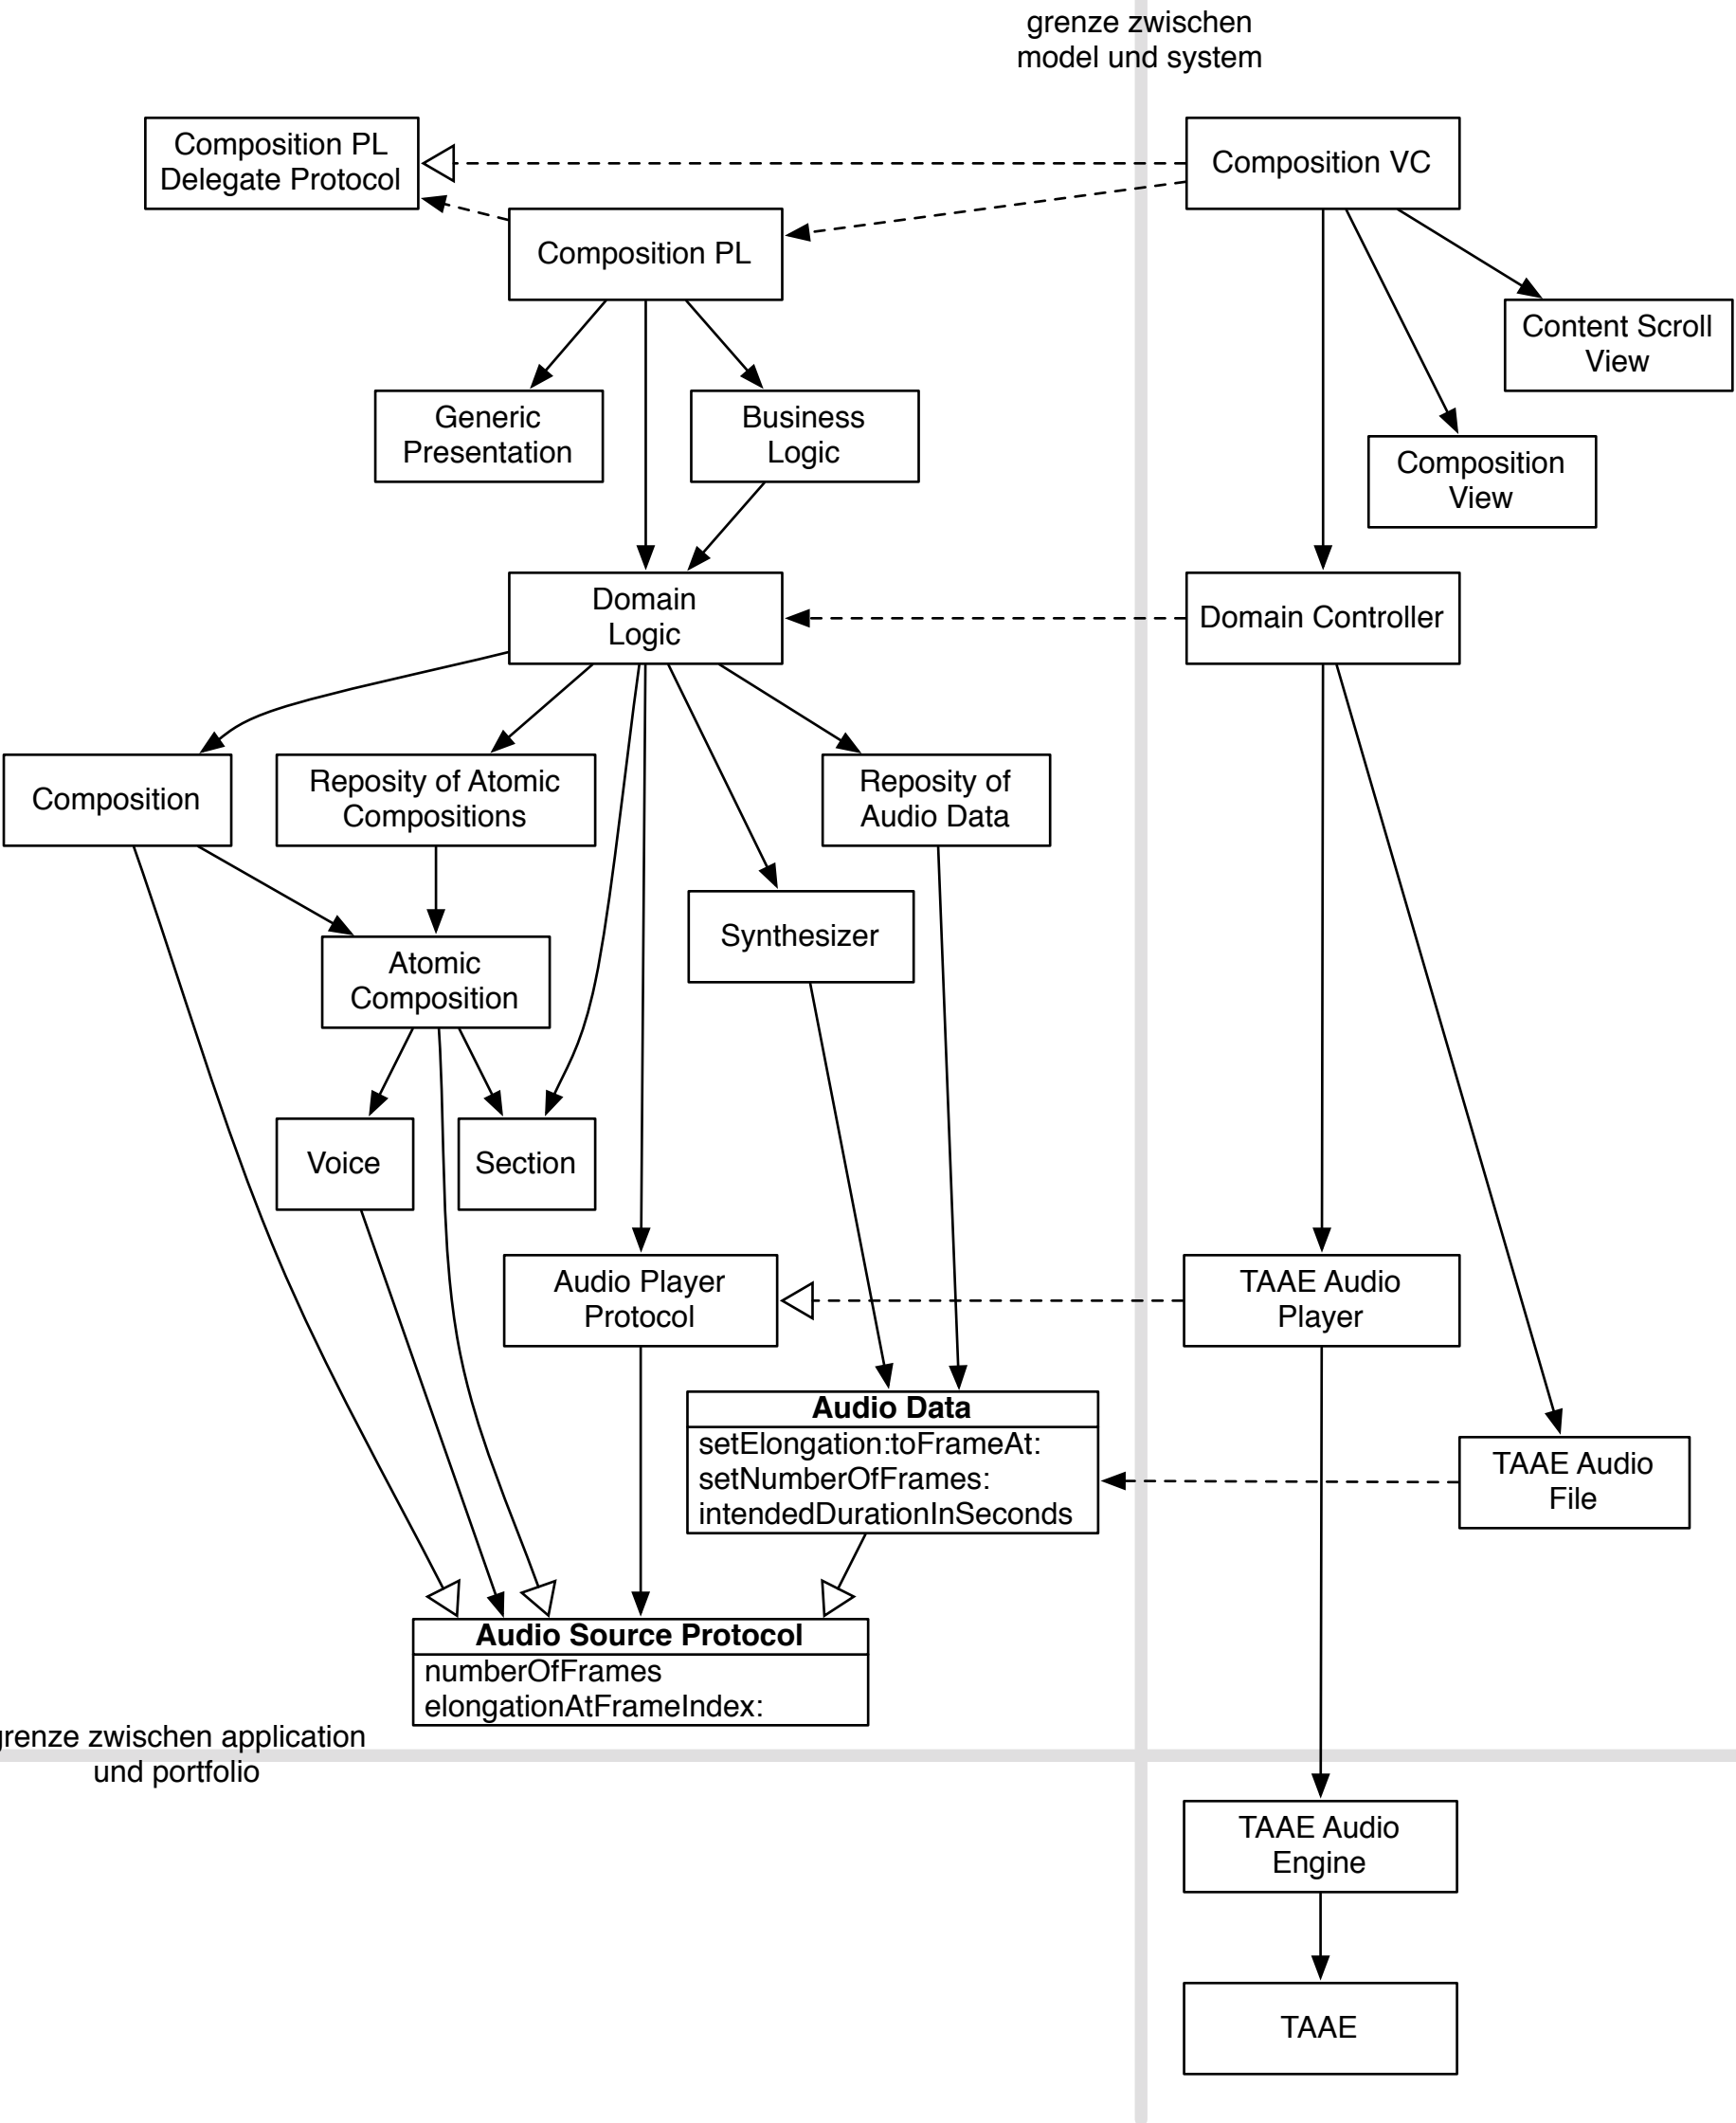 grenze zwischen
model und system
Composition PL
Delegate Protocol
Composition VC
Composition PL
Content Scroll
View
Generic
Presentation
Business
Logic
Composition
View
Domain
Logic
Domain Controller
Composition
Reposity of Atomic
Compositions
Reposity of
Audio Data
Synthesizer
Atomic
Composition
Voice
Section
Audio Player
Protocol
TAAE Audio
Player
Audio Data
setElongation:toFrameAt:
setNumberOfFrames:
intendedDurationInSeconds
TAAE Audio
File
Audio Source Protocol
numberOfFrames
elongationAtFrameIndex:
grenze zwischen application
und portfolio
TAAE Audio
Engine
TAAE